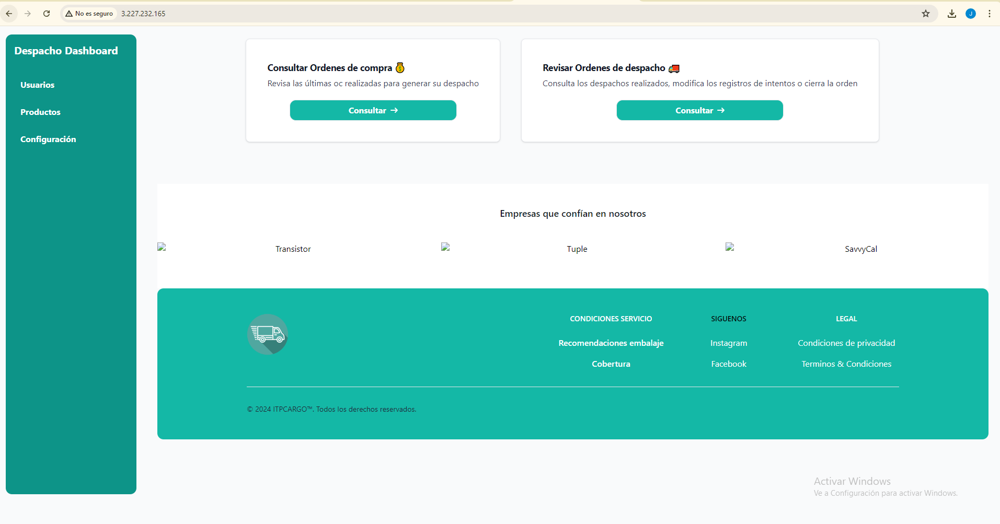 No es seguro 3.227.232.165
J
Despacho Dashboard
Usuarios
Productos
Configuración
Consultar Ordenes de compra 💰
Revisa las últimas oc realizadas para generar su despacho
Consultar →
Revisar Ordenes de despacho 🚚
Consulta los despachos realizados, modifica los registros de intentos o cierra la orden
Consultar →
Empresas que confían en nosotros
Transistor
Tuple
SavvyCal
CONDICIONES SERVICIO
Recomendaciones embalaje
Cobertura
SIGUENOS
Instagram
Facebook
LEGAL
Condiciones de privacidad
Terminos & Condiciones
© 2024 ITPCARGO™. Todos los derechos reservados.
Activar Windows
Ve a Configuración para activar Windows.